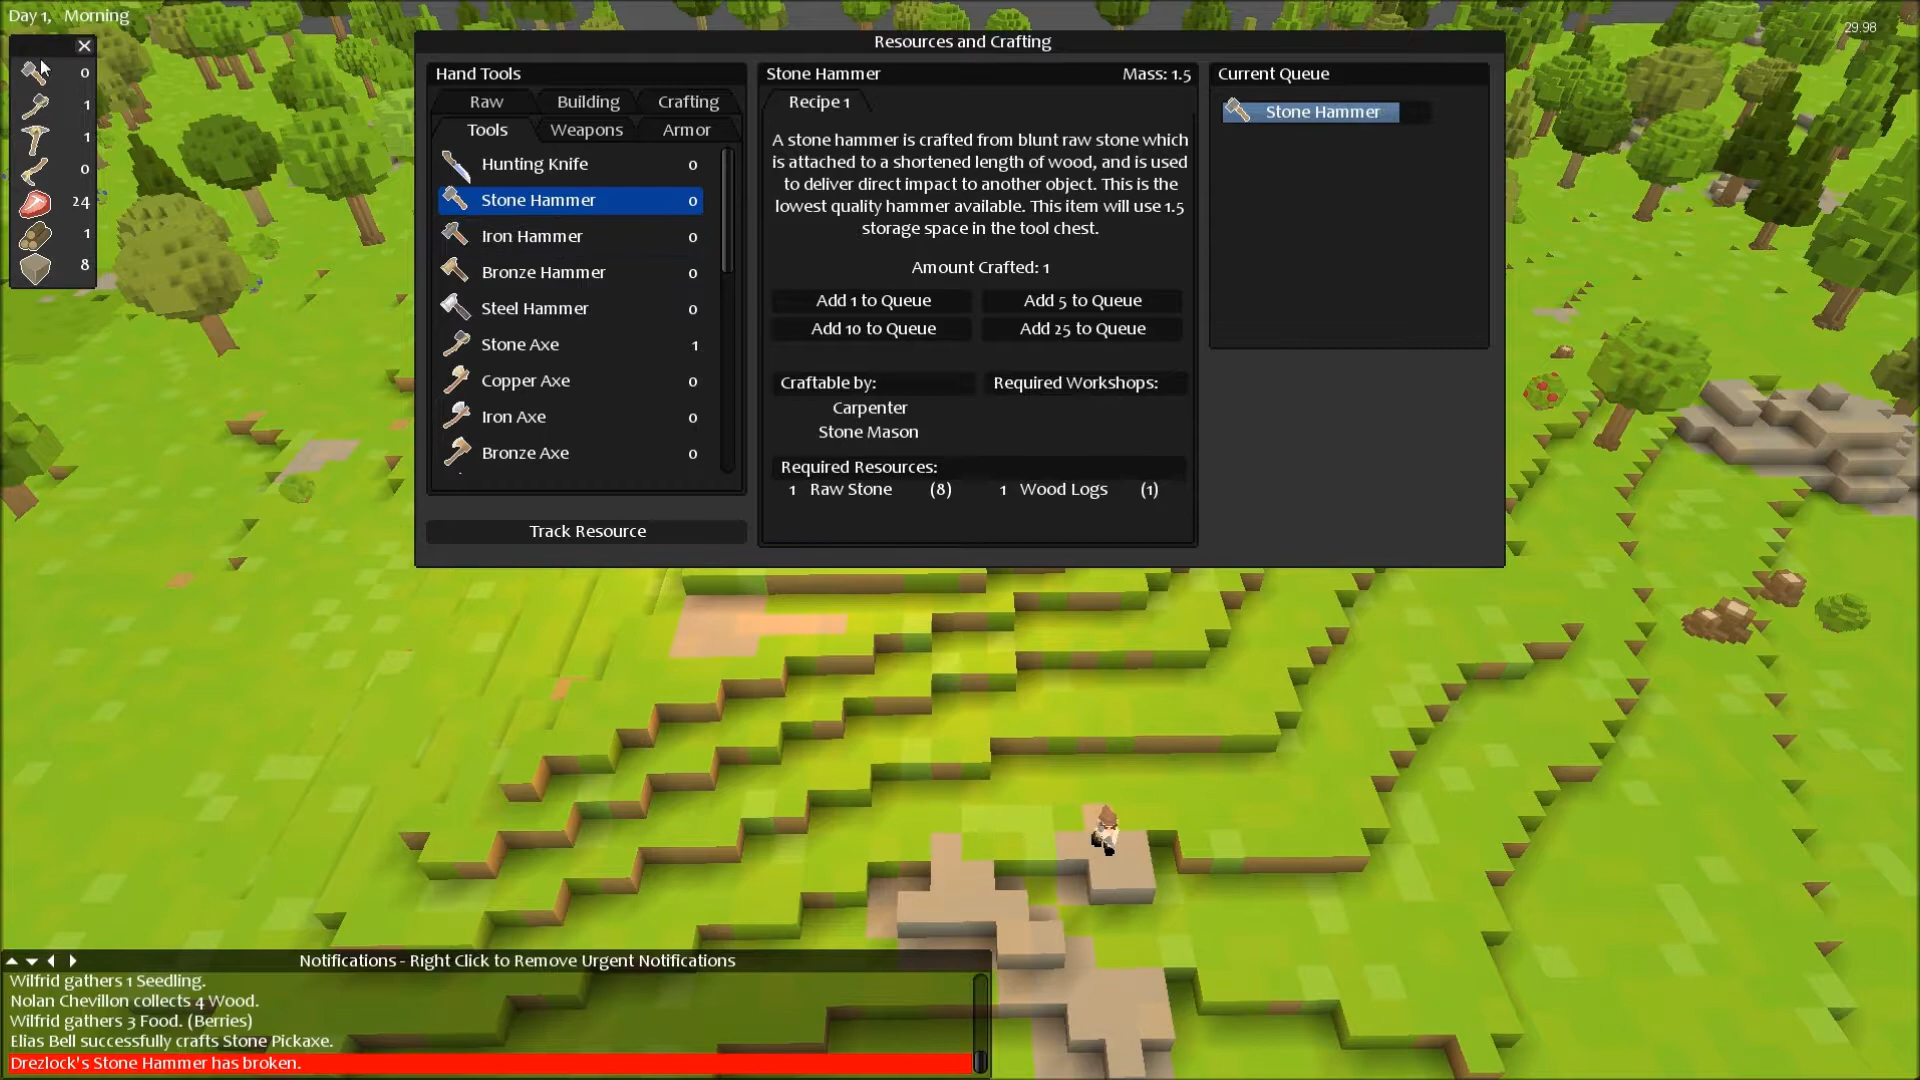 Day 1, Morning
29.98
0
1
1
0
24
1
8
Resources and Crafting
Hand Tools
Raw Building Crafting
Tools Weapons Armor
Hunting Knife 0
Stone Hammer 0
Iron Hammer 0
Bronze Hammer 0
Steel Hammer 0
Stone Axe 1
Copper Axe 0
Iron Axe 0
Bronze Axe 0
Track Resource
Stone Hammer Mass: 1.5
Recipe 1
A stone hammer is crafted from blunt raw stone which
is attached to a shortened length of wood, and is used
to deliver direct impact to another object. This is the
lowest quality hammer available. This item will use 1.5
storage space in the tool chest.
Amount Crafted: 1
Add 1 to Queue Add 5 to Queue
Add 10 to Queue Add 25 to Queue
Craftable by: Required Workshops:
Carpenter
Stone Mason
Required Resources:
1 Raw Stone (8) 1 Wood Logs (1)
Current Queue
Stone Hammer
Notifications - Right Click to Remove Urgent Notifications
Wilfrid gathers 1 Seedling.
Nolan Chevillon collects 4 Wood.
Wilfrid gathers 3 Food. (Berries)
Elias Bell successfully crafts Stone Pickaxe.
Drezlock's Stone Hammer has broken.